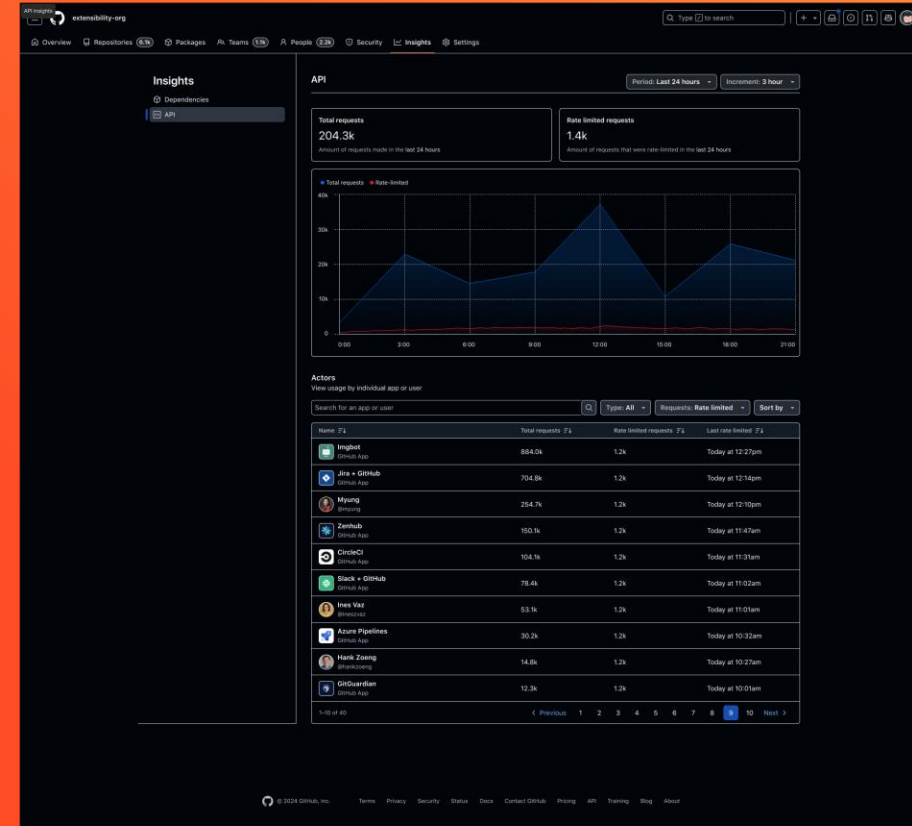 API Insights
extensibility-org
Type / to search
Overview Repositories 6.1k Packages Teams 1.1k People 2.2k Security Insights Settings
Insights
Dependencies
API
API
Period: Last 24 hours Increment: 3 hour
Total requests
204.3k
Amount of requests made in the last 24 hours
Rate limited requests
1.4k
Amount of requests that were rate-limited in the last 24 hours
Total requests Rate-limited
40k
30k
20k
10k
0
0:00 3:00 6:00 9:00 12:00 15:00 18:00 21:00
Actors
View usage by individual app or user
Search for an app or user Type: All Requests: Rate limited Sort by
Name Total requests Rate limited requests Last rate limited
Imgbot
GitHub App
884.0k 1.2k Today at 12:27pm
Jira + GitHub
GitHub App
704.8k 1.2k Today at 12:14pm
Myung
@myung
254.7k 1.2k Today at 12:10pm
Zenhub
GitHub App
150.1k 1.2k Today at 11:47am
CircleCI
GitHub App
104.1k 1.2k Today at 11:31am
Slack + GitHub
GitHub App
78.4k 1.2k Today at 11:02am
Ines Vaz
@ineszvaz
53.1k 1.2k Today at 11:01am
Azure Pipelines
GitHub App
30.2k 1.2k Today at 10:32am
Hank Zoeng
@hankzoeng
14.8k 1.2k Today at 10:27am
GitGuardian
GitHub App
12.3k 1.2k Today at 10:01am
1-10 of 40 < Previous 1 2 3 4 5 6 7 8 9 10 Next >
© 2024 GitHub, Inc. Terms Privacy Security Status Docs Contact GitHub Pricing API Training Blog About